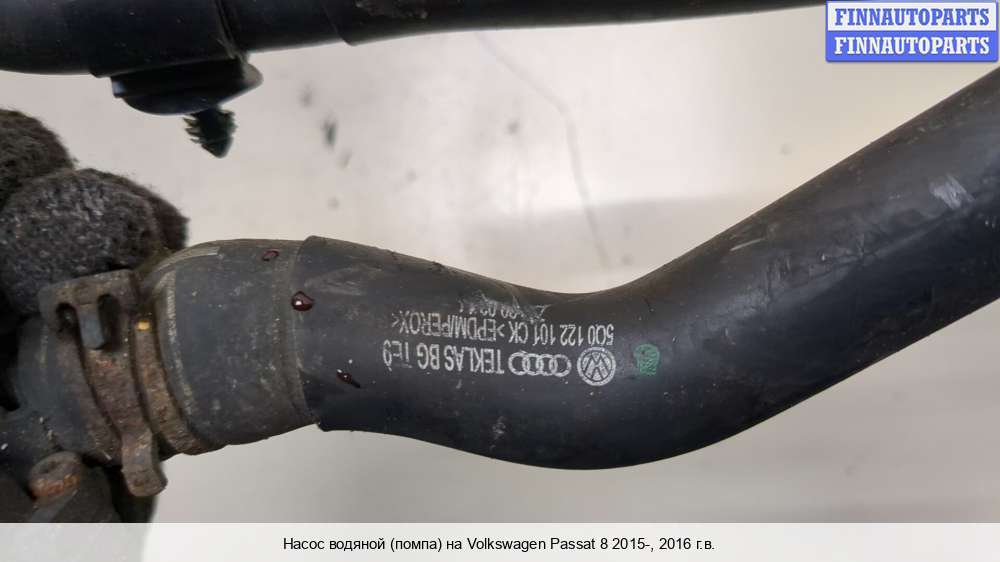 FINNAUTOPARTS
FINNAUTOPARTS
TEKLAS BG TE9
5Q0 122 101 CK >EPDM/PEROX<
Насос водяной (помпа) на Volkswagen Passat 8 2015-, 2016 г.в.